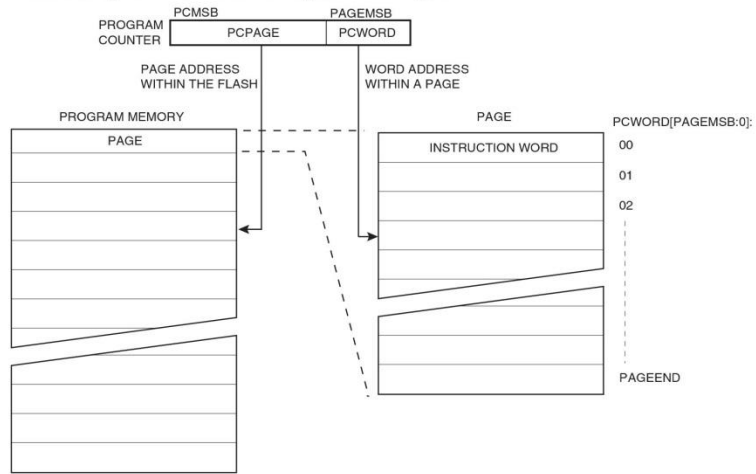 PCMSB
PAGEMSB
PROGRAM
COUNTER
PCPAGE
PCWORD
PAGE ADDRESS
WITHIN THE FLASH
WORD ADDRESS
WITHIN A PAGE
PROGRAM MEMORY
PAGE
PAGE
PCWORD[PAGEMSB:0]:
INSTRUCTION WORD
00
01
02
PAGEEND